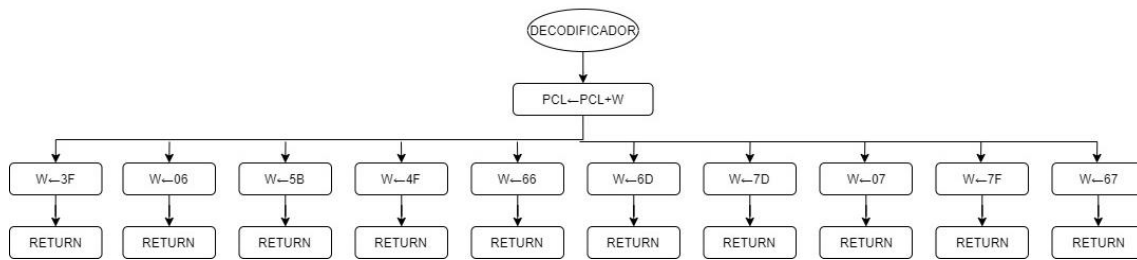 DECODIFICADOR
PCL←PCL+W
W←3F W←06 W←5B W←4F W←66 W←6D W←7D W←07 W←7F W←67
RETURN RETURN RETURN RETURN RETURN RETURN RETURN RETURN RETURN RETURN